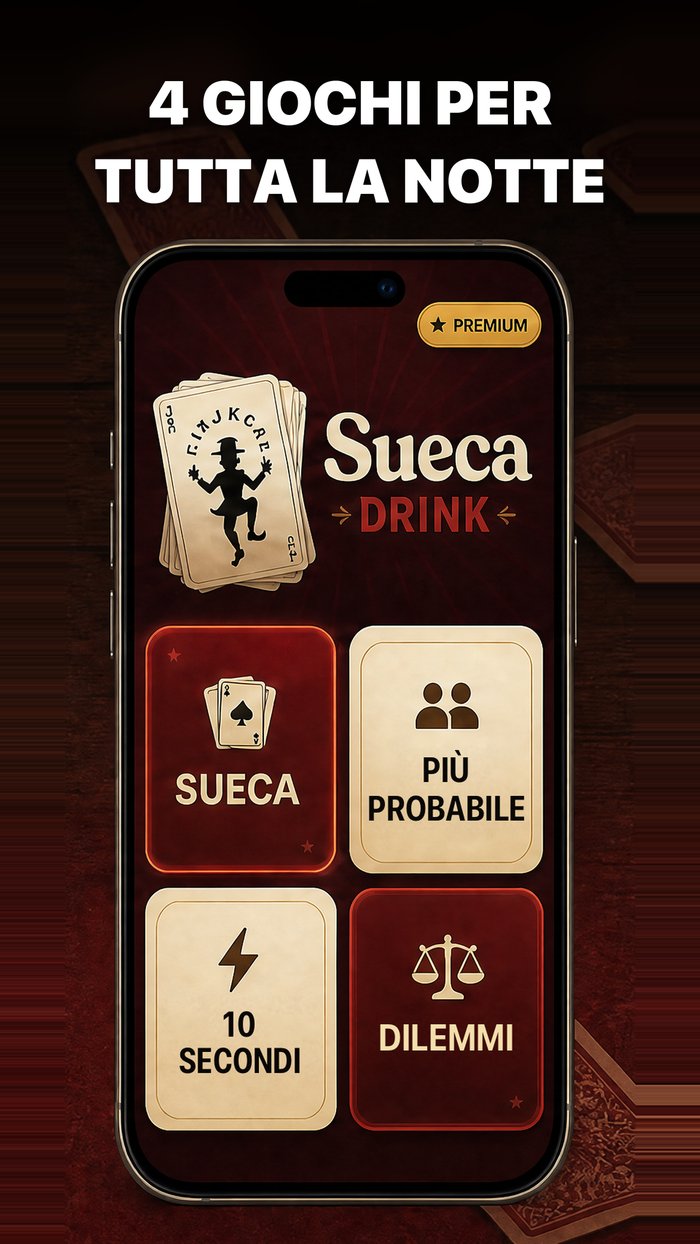 4 GIOCHI PER
TUTTA LA NOTTE
PREMIUM
Sueca
DRINK
SUECA
PIÙ
PROBABILE
10
SECONDI
DILEMMI